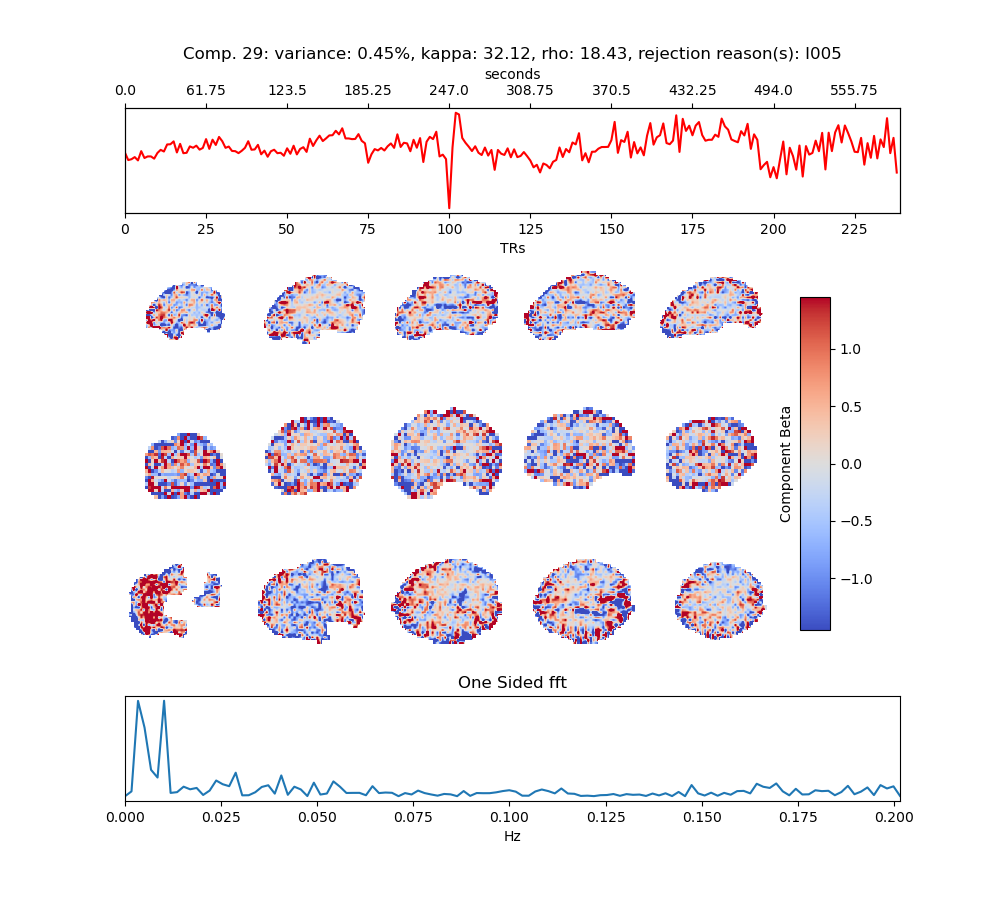 Comp. 29: variance: 0.45%, kappa: 32.12, rho: 18.43, rejection reason(s): I005
seconds
0.0 61.75 123.5 185.25 247.0 308.75 370.5 432.25 494.0 555.75
0 25 50 75 100 125 150 175 200 225
TRs
1.0
0.5
0.0
−0.5
−1.0
Component Beta
One Sided fft
0.000 0.025 0.050 0.075 0.100 0.125 0.150 0.175 0.200
Hz